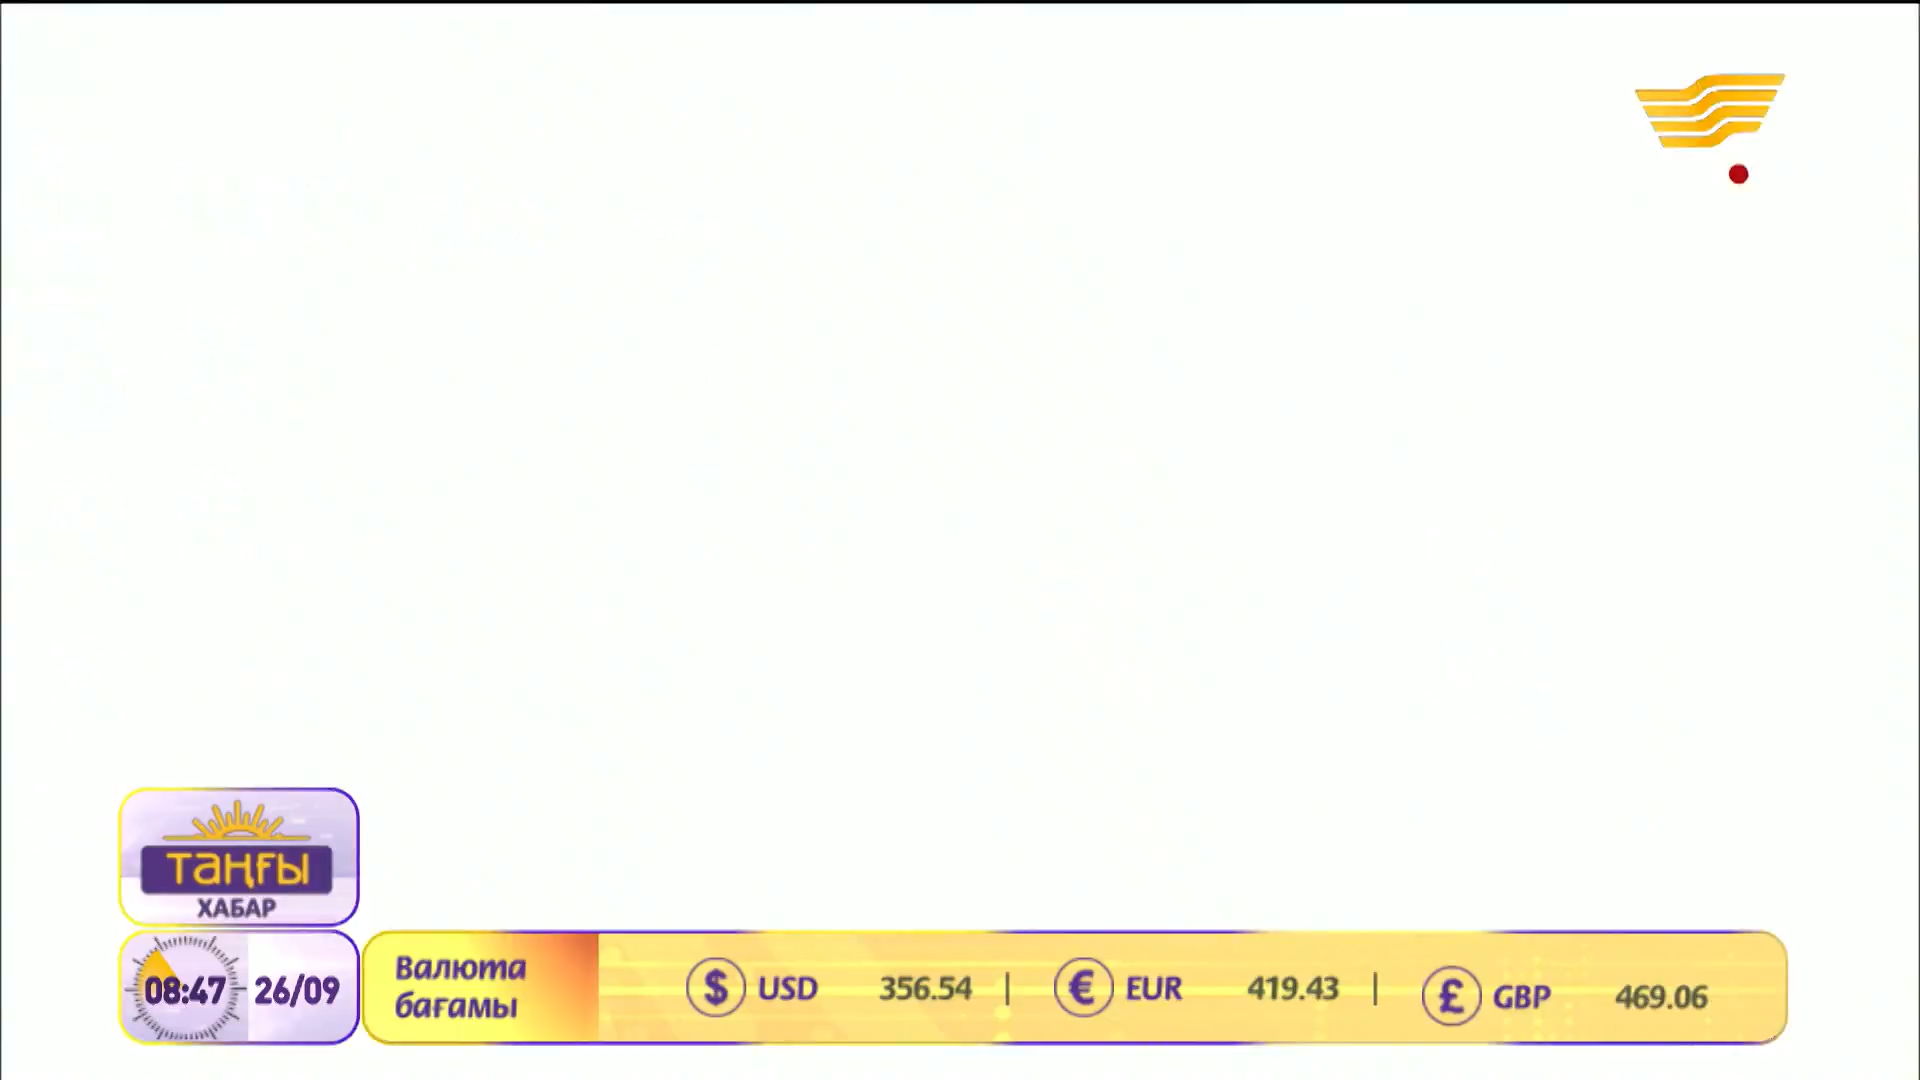 таңғы
ХАБАР
08:47 26/09
Валюта
бағамы
$ USD 356.54 | € EUR 419.43 | £ GBP 469.06